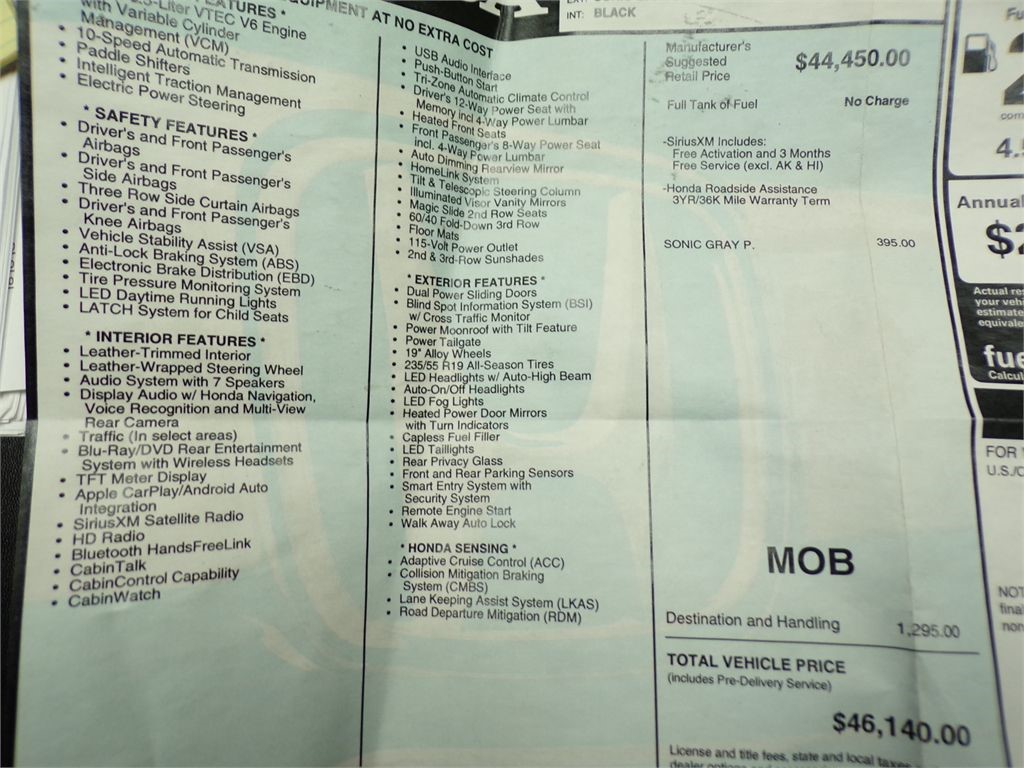 EQUIPMENT AT NO EXTRA COST
3.5-Liter VTEC V6 Engine
with Variable Cylinder
Management (VCM)
• 10-Speed Automatic Transmission
• Paddle Shifters
• Intelligent Traction Management
• Electric Power Steering
* SAFETY FEATURES *
• Driver's and Front Passenger's
Airbags
• Driver's and Front Passenger's
Side Airbags
• Three Row Side Curtain Airbags
• Driver's and Front Passenger's
Knee Airbags
• Vehicle Stability Assist (VSA)
• Anti-Lock Braking System (ABS)
• Electronic Brake Distribution (EBD)
• Tire Pressure Monitoring System
• LED Daytime Running Lights
• LATCH System for Child Seats
* INTERIOR FEATURES *
• Leather-Trimmed Interior
• Leather-Wrapped Steering Wheel
• Audio System with 7 Speakers
• Display Audio w/ Honda Navigation,
Voice Recognition and Multi-View
Rear Camera
• Traffic (In select areas)
• Blu-Ray/DVD Rear Entertainment
System with Wireless Headsets
• TFT Meter Display
• Apple CarPlay/Android Auto
Integration
• SiriusXM Satellite Radio
• HD Radio
• Bluetooth HandsFreeLink
• CabinTalk
• CabinControl Capability
• CabinWatch
• USB Audio Interface
• Push-Button Start
• Tri-Zone Automatic Climate Control
• Driver's 12-Way Power Seat with
Memory incl 4-Way Power Lumbar
• Heated Front Seats
• Front Passenger's 8-Way Power Seat
incl. 4-Way Power Lumbar
• Auto Dimming Rearview Mirror
• HomeLink System
• Tilt & Telescopic Steering Column
• Illuminated Visor Vanity Mirrors
• Magic Slide 2nd Row Seats
• 60/40 Fold-Down 3rd Row
• Floor Mats
• 115-Volt Power Outlet
• 2nd & 3rd-Row Sunshades
* EXTERIOR FEATURES *
• Dual Power Sliding Doors
• Blind Spot Information System (BSI)
w/ Cross Traffic Monitor
• Power Moonroof with Tilt Feature
• Power Tailgate
• 19" Alloy Wheels
• 235/55 R19 All-Season Tires
• LED Headlights w/ Auto-High Beam
• Auto-On/Off Headlights
• LED Fog Lights
• Heated Power Door Mirrors
with Turn Indicators
• Capless Fuel Filler
• LED Taillights
• Rear Privacy Glass
• Front and Rear Parking Sensors
• Smart Entry System with
Security System
• Remote Engine Start
• Walk Away Auto Lock
* HONDA SENSING *
• Adaptive Cruise Control (ACC)
• Collision Mitigation Braking
System (CMBS)
• Lane Keeping Assist System (LKAS)
• Road Departure Mitigation (RDM)
INT: BLACK
Manufacturer's
Suggested
Retail Price $44,450.00
Full Tank of Fuel No Charge
-SiriusXM Includes:
Free Activation and 3 Months
Free Service (excl. AK & HI)
-Honda Roadside Assistance
3YR/36K Mile Warranty Term
SONIC GRAY P. 395.00
MOB
Destination and Handling 1,295.00
TOTAL VEHICLE PRICE
(includes Pre-Delivery Service)
$46,140.00
License and title fees, state and local taxes
Annual
$2
Actual
your
FOR